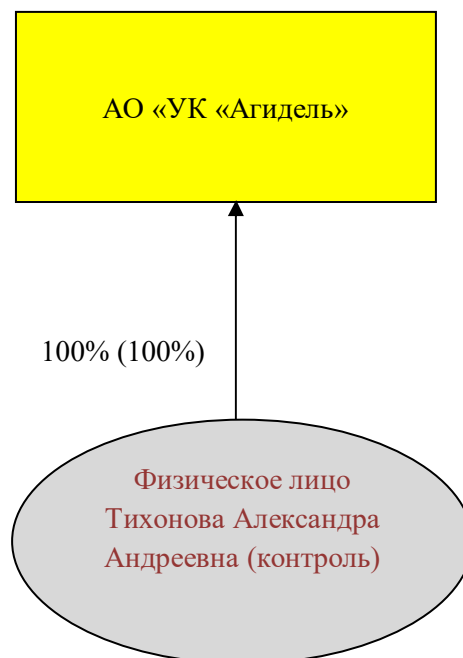 АО «УК «Агидель»
100% (100%)
Физическое лицо
Тихонова Александра
Андреевна (контроль)